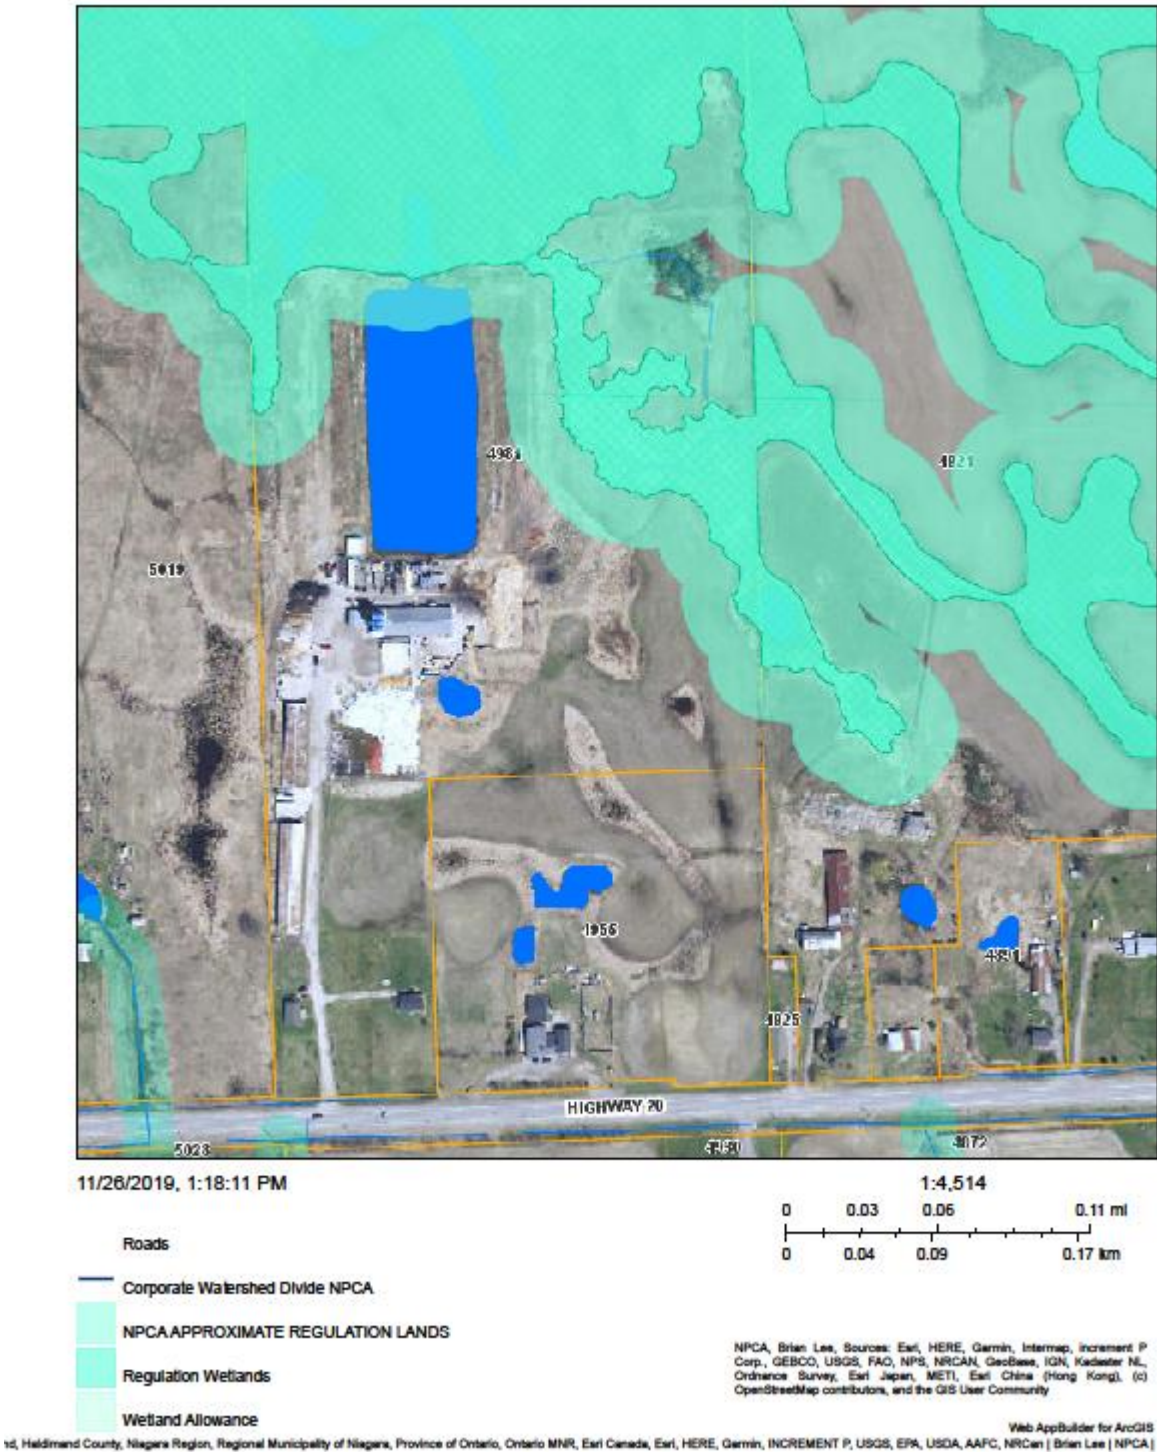 4981
4821
5019
4955
4891
4825
HIGHWAY 20
5028
4980
4872
11/26/2019, 1:18:11 PM
1:4,514
0 0.03 0.06 0.11 mi
0 0.04 0.09 0.17 km
Roads
Corporate Watershed Divide NPCA
NPCA APPROXIMATE REGULATION LANDS
Regulation Wetlands
Wetland Allowance
NPCA, Brian Lee, Sources: Esri, HERE, Garmin, Intermap, increment P
Corp., GEBCO, USGS, FAO, NPS, NRCAN, GeoBase, IGN, Kadaster NL,
Ordnance Survey, Esri Japan, METI, Esri China (Hong Kong), (c)
OpenStreetMap contributors, and the GIS User Community
Web AppBuilder for ArcGIS
Haldimand County, Niagara Region, Regional Municipality of Niagara, Province of Ontario, Ontario MNR, Esri Canada, Esri, HERE, Garmin, INCREMENT P, USGS, EPA, USDA, AAFC, NRCan | Brian Lee | NPCA |